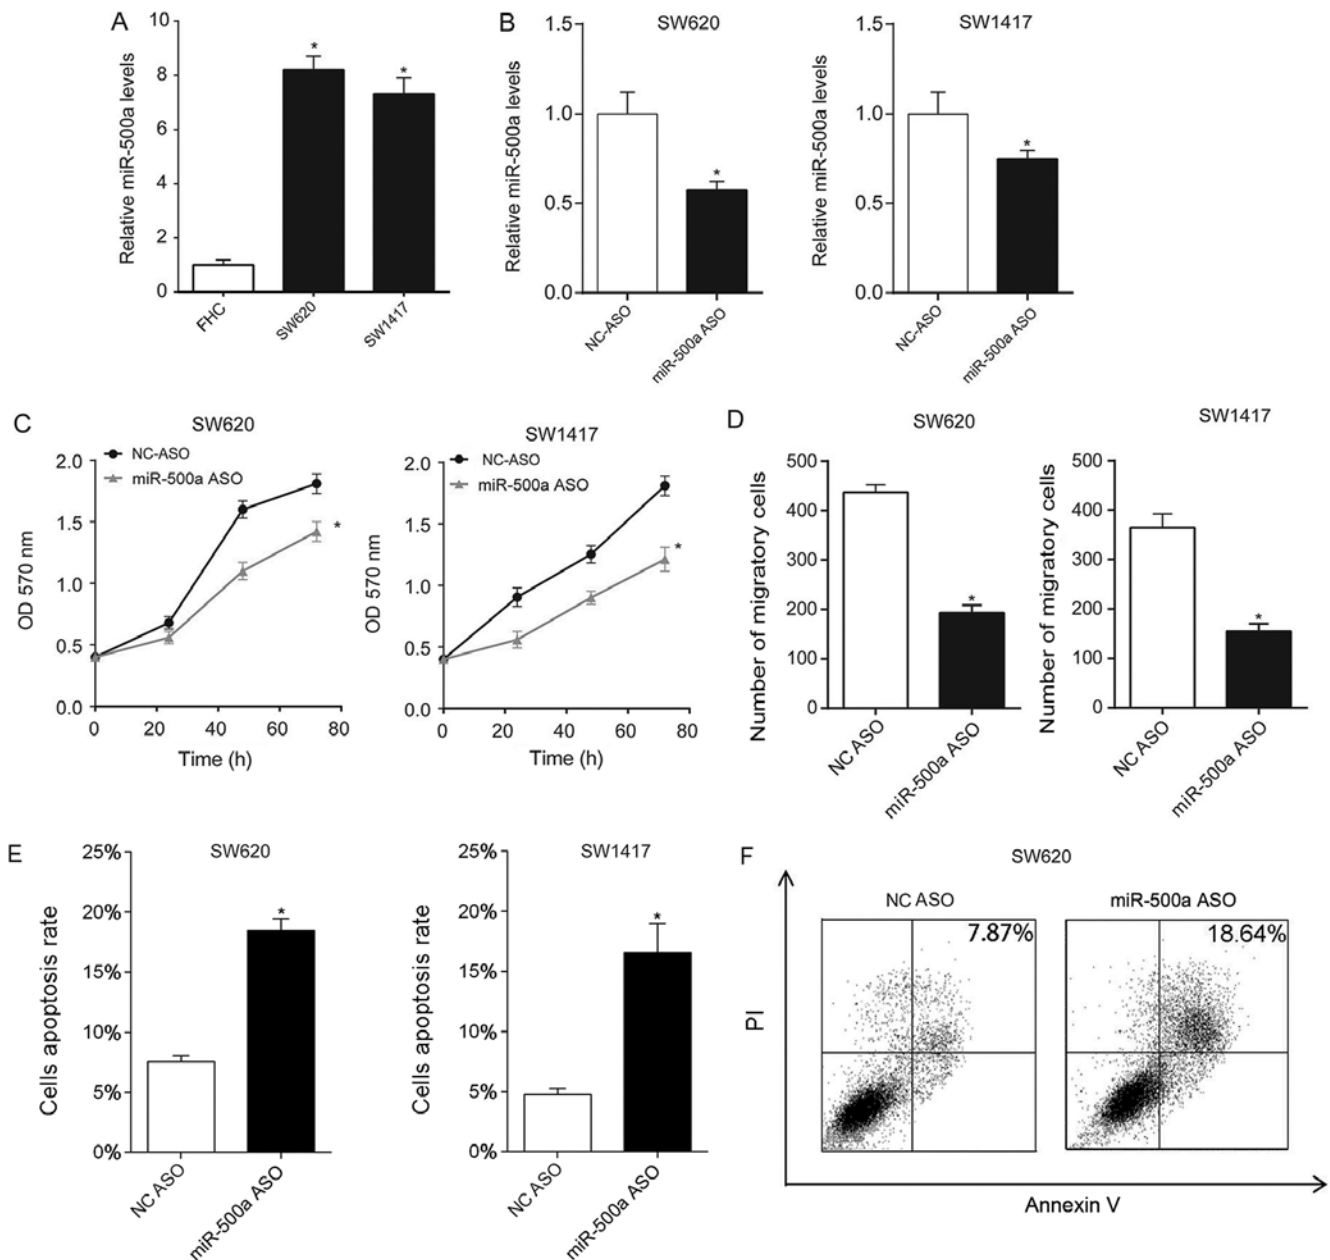 A
Relative miR-500a levels
10
8
6
4
2
0
*
*
FHC
SW620
SW1417
B
SW620
Relative miR-500a levels
1.5
1.0
0.5
0.0
*
NC-ASO
miR-500a ASO
SW1417
Relative miR-500a levels
1.5
1.0
0.5
0.0
*
NC-ASO
miR-500a ASO
C
SW620
NC-ASO
miR-500a ASO
OD 570 nm
2.0
1.5
1.0
0.5
0.0
*
0 20 40 60 80
Time (h)
SW1417
NC-ASO
miR-500a ASO
OD 570 nm
2.0
1.5
1.0
0.5
0.0
*
0 20 40 60 80
Time (h)
D
SW620
Number of migratory cells
500
400
300
200
100
0
*
NC ASO
miR-500a ASO
SW1417
Number of migratory cells
500
400
300
200
100
0
*
NC ASO
miR-500a ASO
E
SW620
Cells apoptosis rate
25%
20%
15%
10%
5%
0%
*
NC ASO
miR-500a ASO
SW1417
Cells apoptosis rate
25%
20%
15%
10%
5%
0%
*
NC ASO
miR-500a ASO
F
SW620
NC ASO
miR-500a ASO
7.87%
18.64%
PI
Annexin V